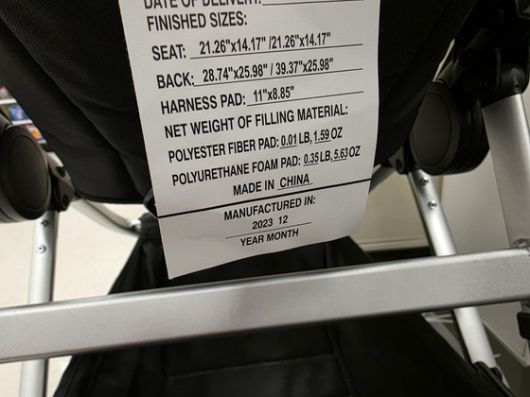 DATE OF DELIVERY:
FINISHED SIZES:
SEAT: 21.26"x14.17" /21.26"x14.17"
BACK: 28.74"x25.98" / 39.37"x25.98"
HARNESS PAD: 11"x8.85"
NET WEIGHT OF FILLING MATERIAL:
POLYESTER FIBER PAD: 0.01 LB, 1.59 OZ
POLYURETHANE FOAM PAD: 0.35 LB, 5.63 OZ
MADE IN CHINA
MANUFACTURED IN:
2023 12
YEAR MONTH